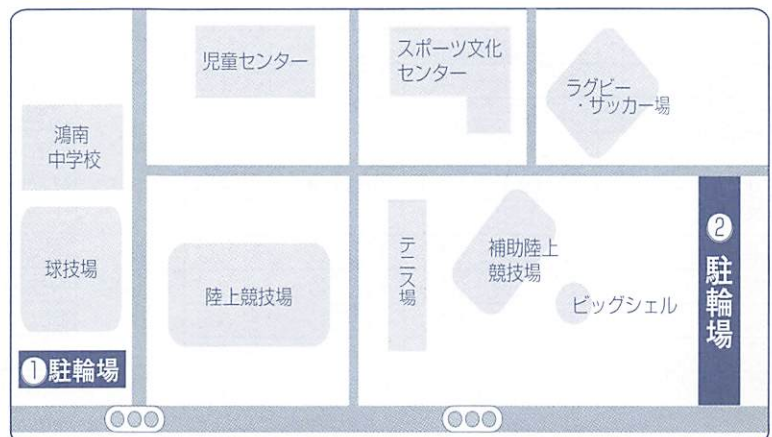 児童センター
スポーツ文化
センター
ラグビー
・サッカー場
鴻南
中学校
球技場
陸上競技場
テニス場
補助陸上
競技場
ビッグシェル
❶駐輪場
❷駐輪場